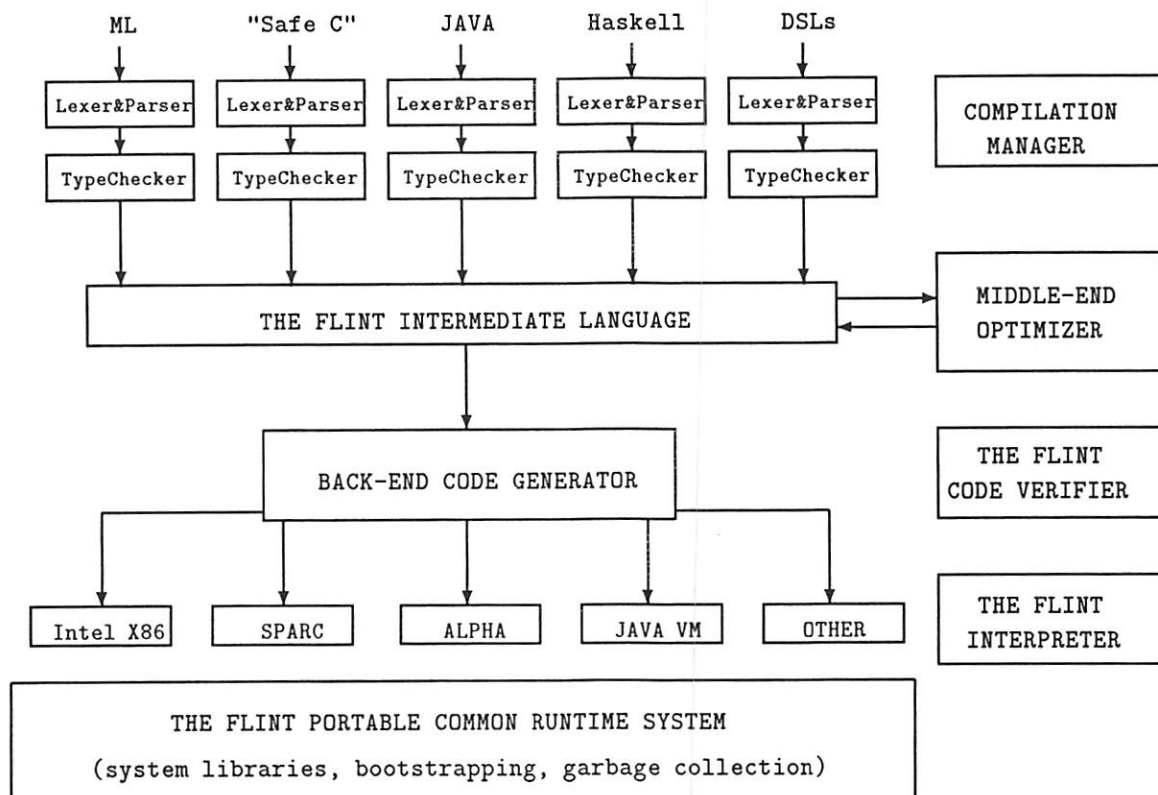 ML
"Safe C"
JAVA
Haskell
DSLs
Lexer&Parser
Lexer&Parser
Lexer&Parser
Lexer&Parser
Lexer&Parser
TypeChecker
TypeChecker
TypeChecker
TypeChecker
TypeChecker
COMPILATION
MANAGER
THE FLINT INTERMEDIATE LANGUAGE
MIDDLE-END
OPTIMIZER
BACK-END CODE GENERATOR
THE FLINT
CODE VERIFIER
Intel X86
SPARC
ALPHA
JAVA VM
OTHER
THE FLINT
INTERPRETER
THE FLINT PORTABLE COMMON RUNTIME SYSTEM
(system libraries, bootstrapping, garbage collection)